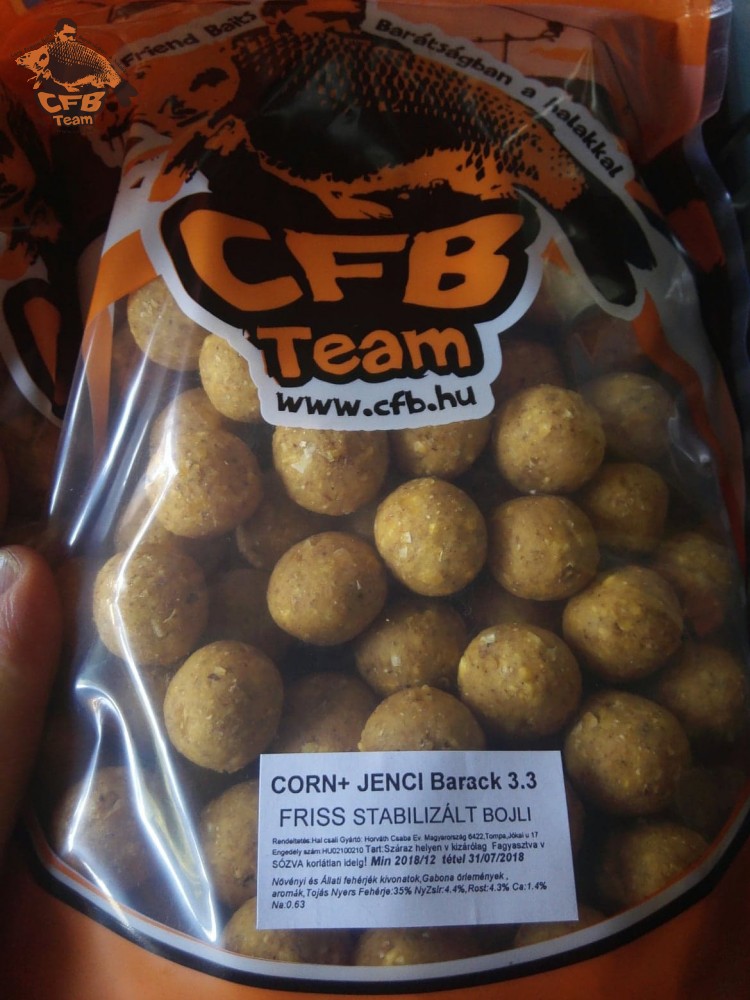 CFB
Team
Friend Baits
Barátságban a halakkal
CFB
Team
www.cfb.hu
CORN+ JENCI Barack 3.3
FRISS STABILIZÁLT BOJLI
Rendeltetés:Hal csali Gyártó: Horváth Csaba Ev. Magyarország 6422,Tompa,Jókai u 17
Engedély szám:HU02100210 Tart:Száraz helyen v kizárólag Fagyasztva v
SÓZVA korlátlan ideig! Min 2018/12 tétel 31/07/2018
Növényi és Állati fehérjék kivonatok,Gabona örlemények ,
aromák,Tojás Nyers Fehérje:35% NyZsír:4.4%,Rost:4.3% Ca:1.4%
Na:0.63